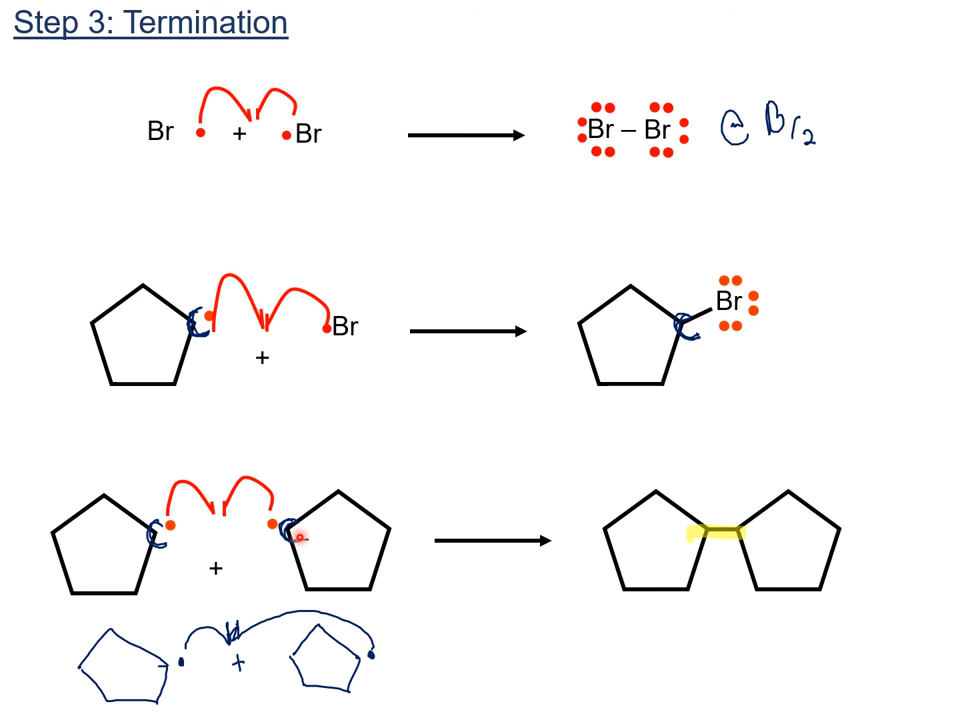 Step 3: Termination
Br + Br Br – Br Br2
C + Br C Br
C + C
+